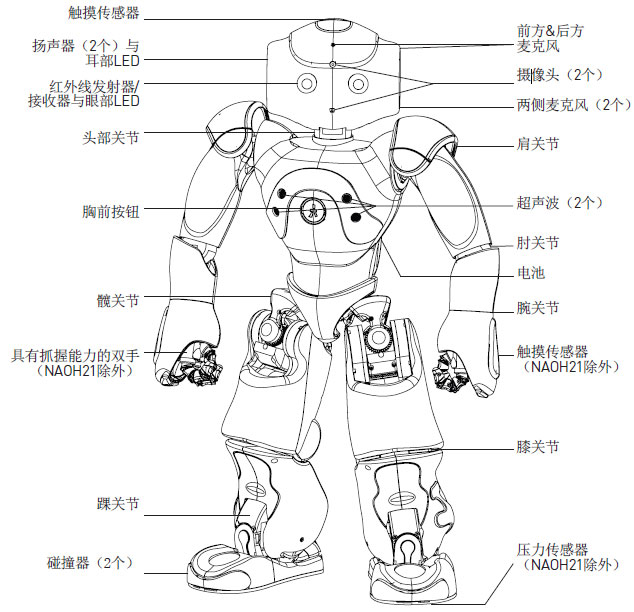 触摸传感器
扬声器（2个）与
耳部LED
红外线发射器/
接收器与眼部LED
头部关节
胸前按钮
髋关节
具有抓握能力的双手
（NAOH21除外）
踝关节
碰撞器（2个）
前方&后方
麦克风
摄像头（2个）
两侧麦克风（2个）
肩关节
超声波（2个）
肘关节
电池
腕关节
触摸传感器
（NAOH21除外）
膝关节
压力传感器
（NAOH21除外）